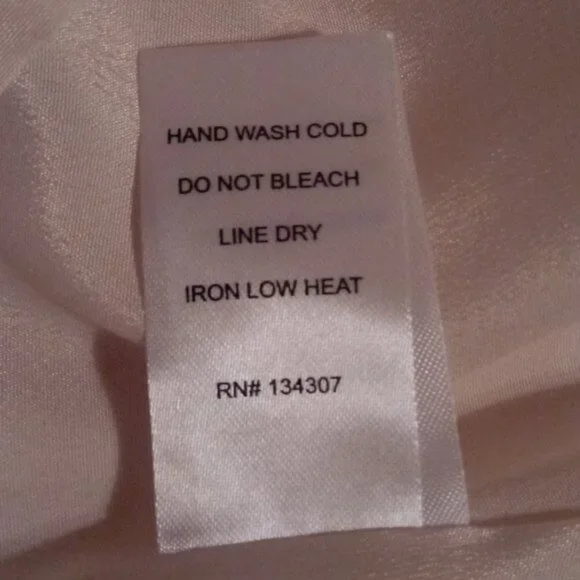 HAND WASH COLD
DO NOT BLEACH
LINE DRY
IRON LOW HEAT
RN# 134307